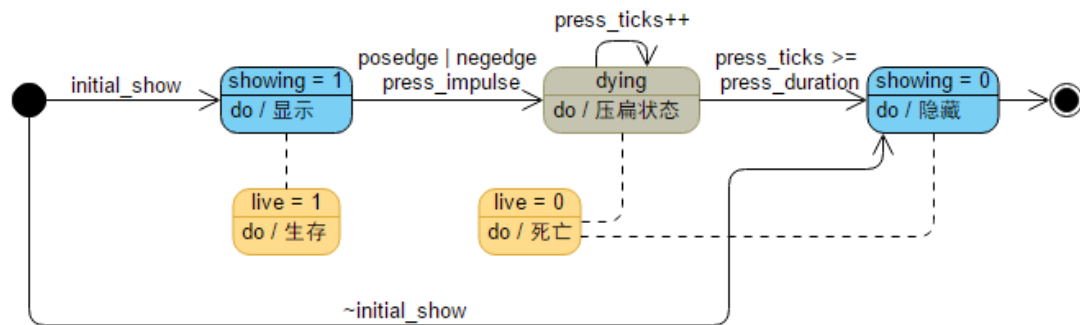 press_ticks++
initial_show
showing = 1
do / 显示
posedge | negedge
press_impulse
dying
do / 压扁状态
press_ticks >=
press_duration
showing = 0
do / 隐藏
live = 1
do / 生存
live = 0
do / 死亡
~initial_show